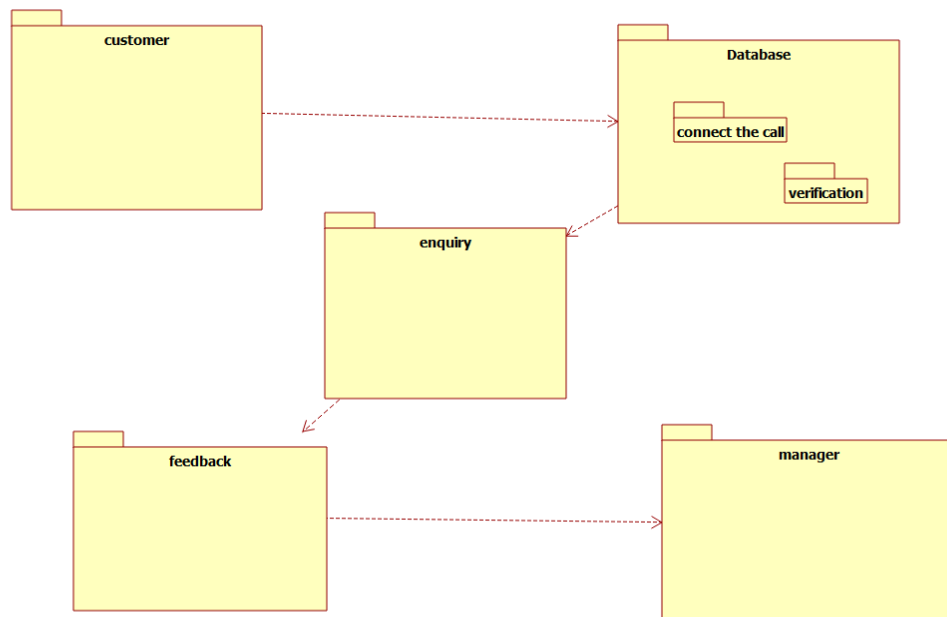 customer
Database
connect the call
verification
enquiry
feedback
manager